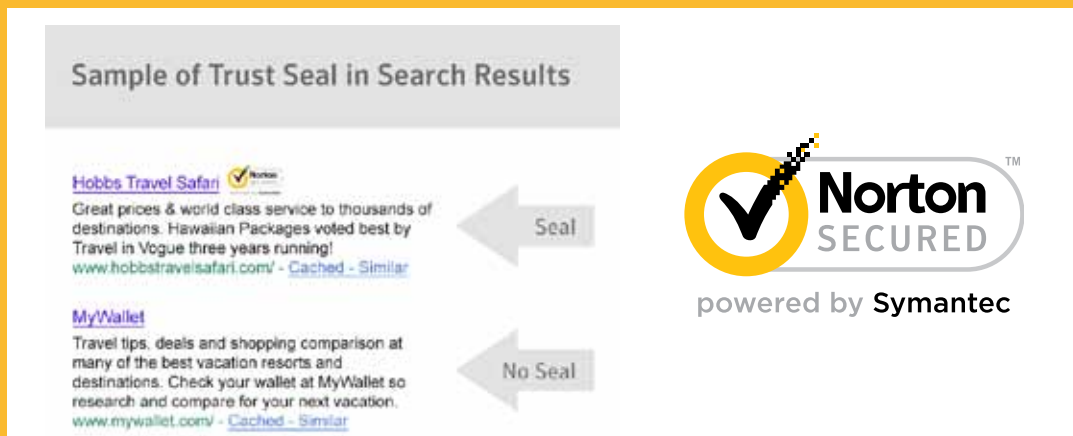 Sample of Trust Seal in Search Results
Hobbs Travel Safari Norton
Great prices & world class service to thousands of
destinations. Hawaiian Packages voted best by
Travel in Vogue three years running!
www.hobbstravelsafari.com/ - Cached - Similar
Seal
MyWallet
Travel tips, deals and shopping comparison at
many of the best vacation resorts and
destinations. Check your wallet at MyWallet so
research and compare for your next vacation.
www.mywallet.com/ - Cached - Similar
No Seal
Norton
TM
SECURED
powered by Symantec